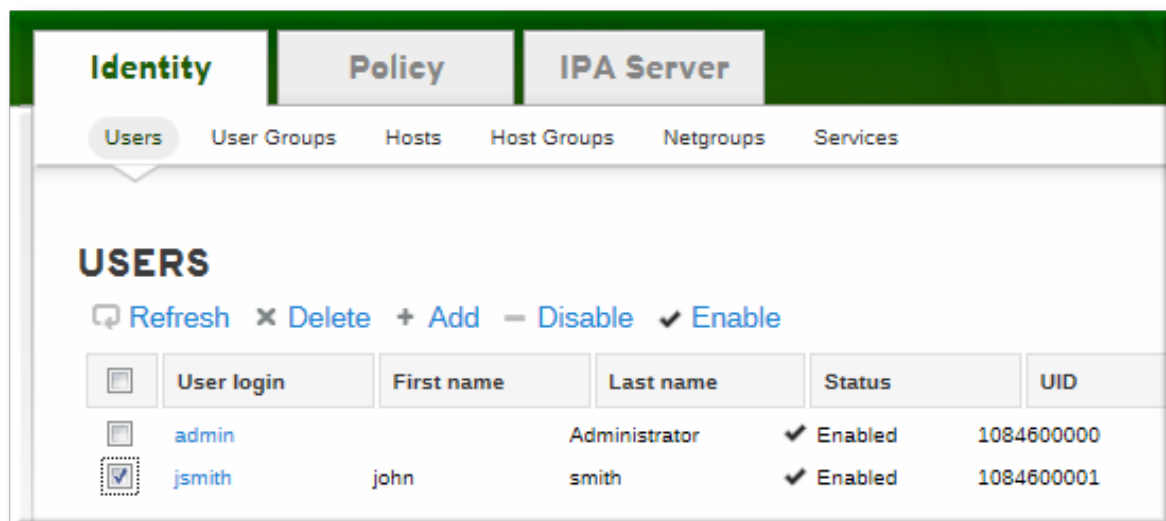 Identity Policy IPA Server
Users User Groups Hosts Host Groups Netgroups Services
USERS
Refresh Delete Add Disable Enable
User login First name Last name Status UID
admin Administrator Enabled 1084600000
jsmith john smith Enabled 1084600001